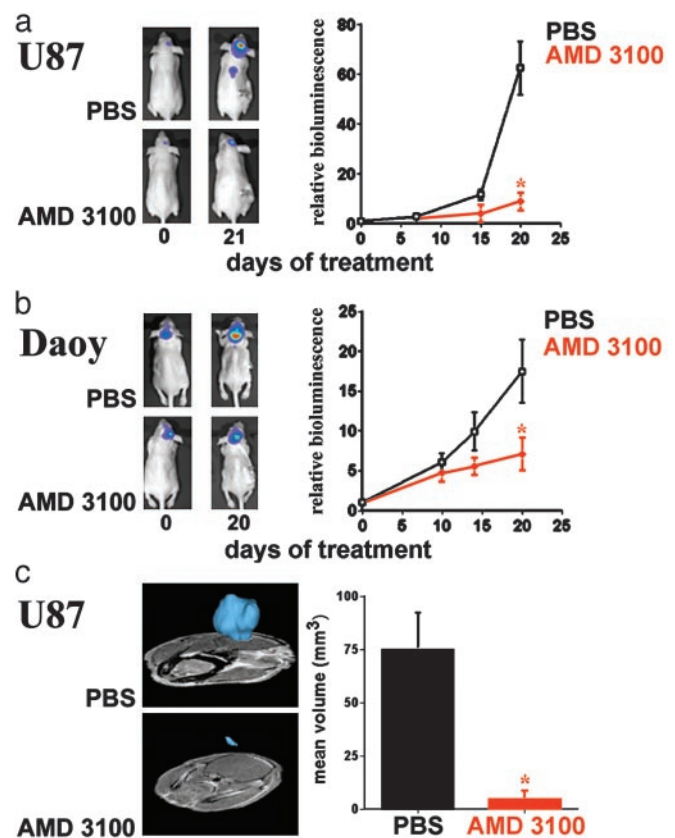 a
U87
PBS
AMD 3100
0
21
days of treatment
relative bioluminescence
80
60
40
20
0
0
5
10
15
20
25
PBS
AMD 3100
*
b
Daoy
PBS
AMD 3100
0
20
days of treatment
relative bioluminescence
25
20
15
10
5
0
0
5
10
15
20
25
PBS
AMD 3100
*
c
U87
PBS
AMD 3100
mean volume (mm³)
100
75
50
25
0
*
PBS
AMD 3100